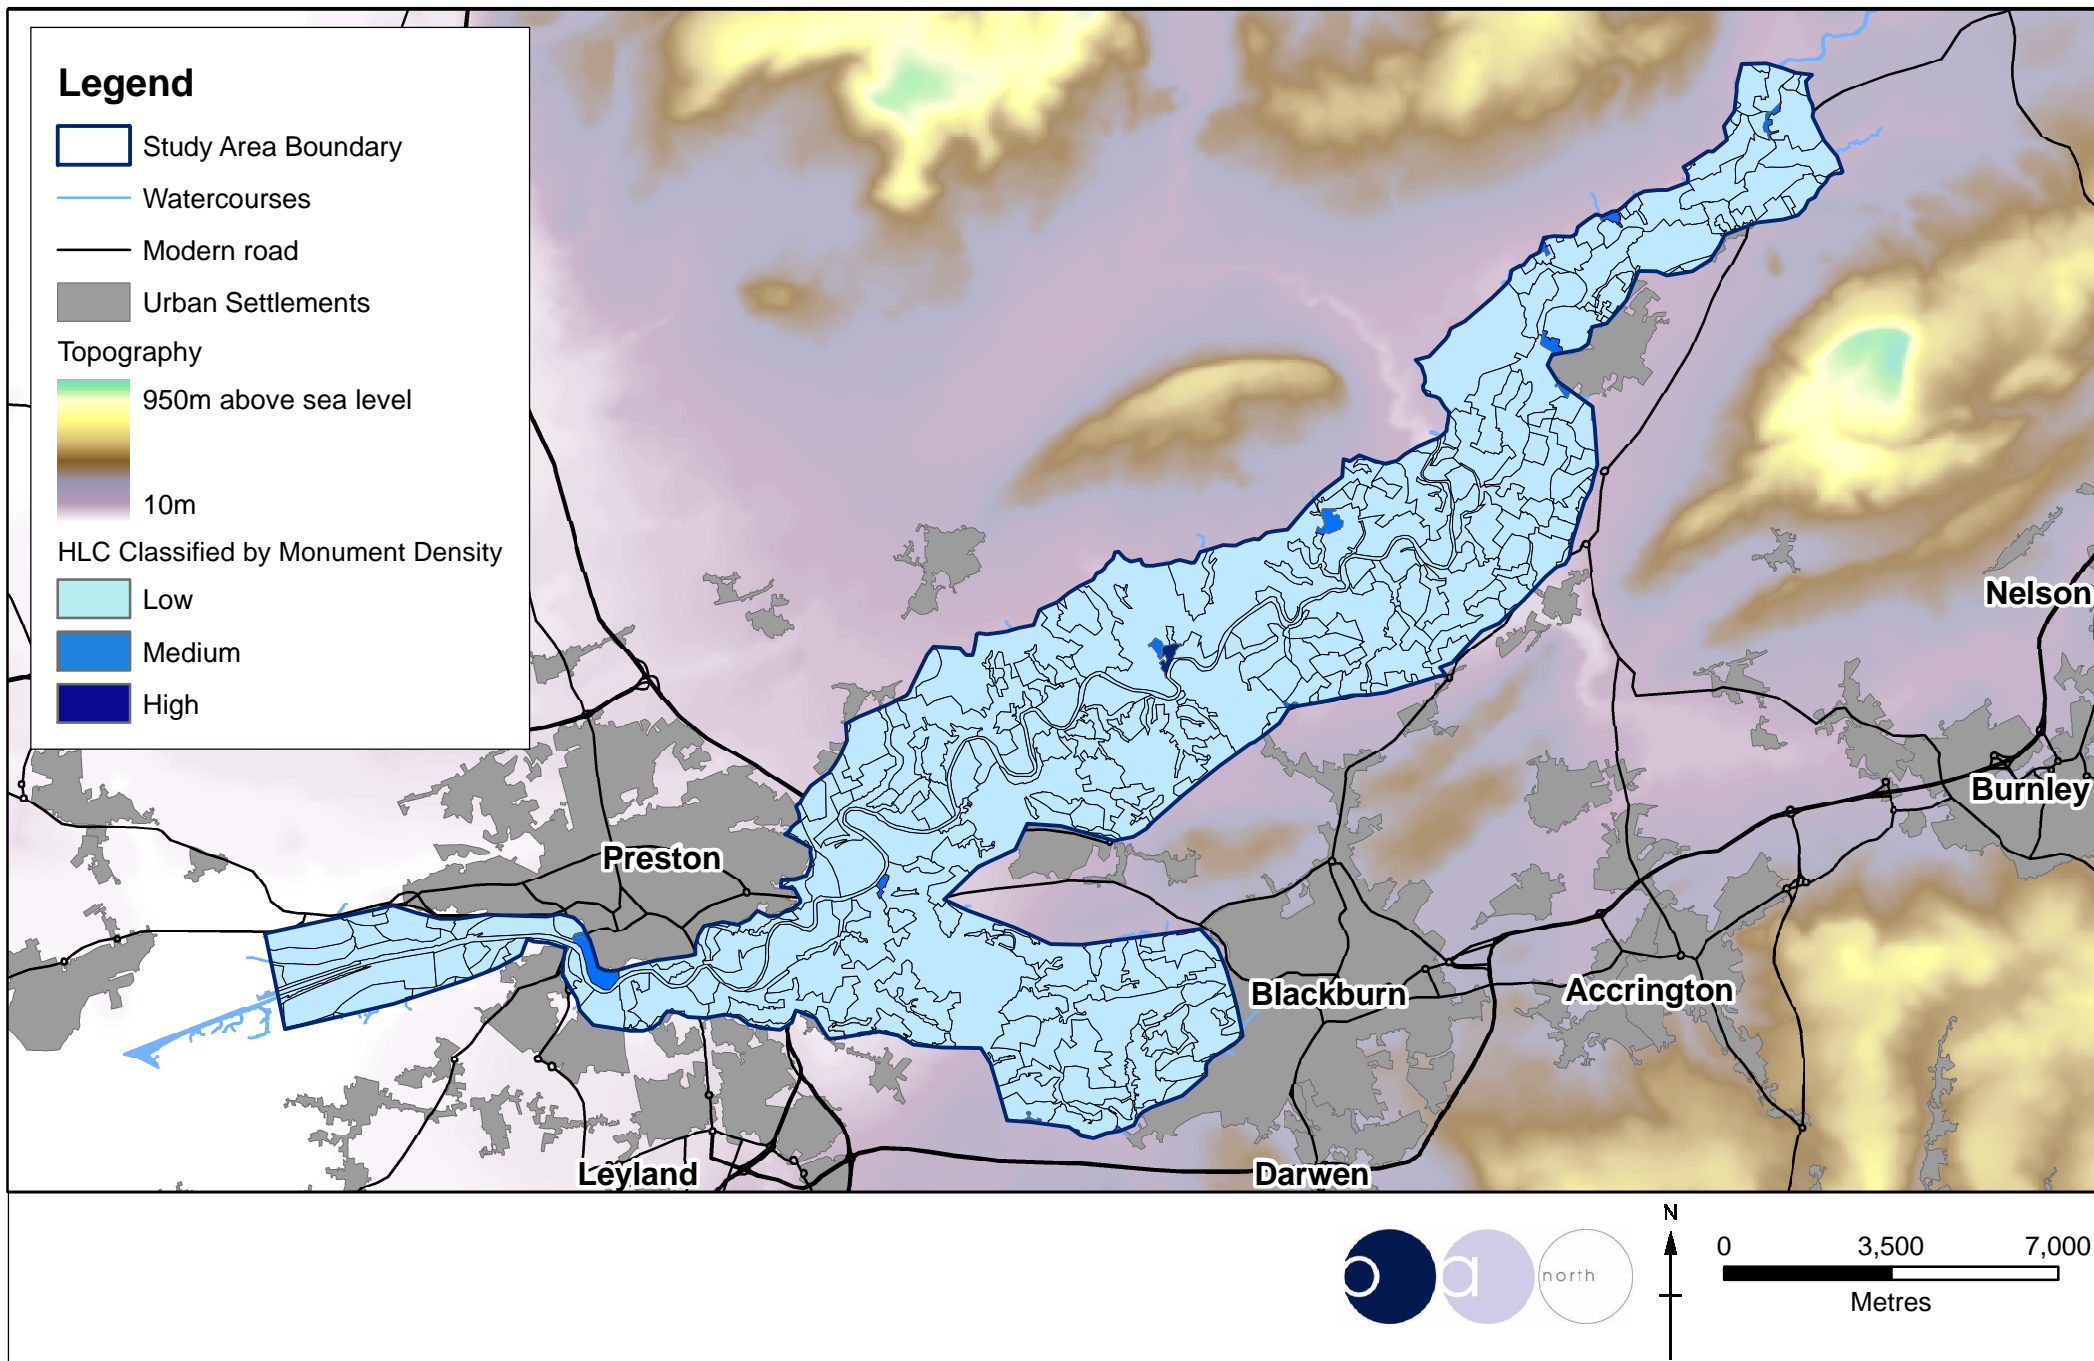 Legend
Study Area Boundary
Watercourses
Modern road
Urban Settlements
Topography
950m above sea level
10m
HLC Classified by Monument Density
Low
Medium
High
Nelson
Burnley
Preston
Blackburn
Accrington
Leyland
Darwen
oa north
N
0 3,500 7,000
Metres